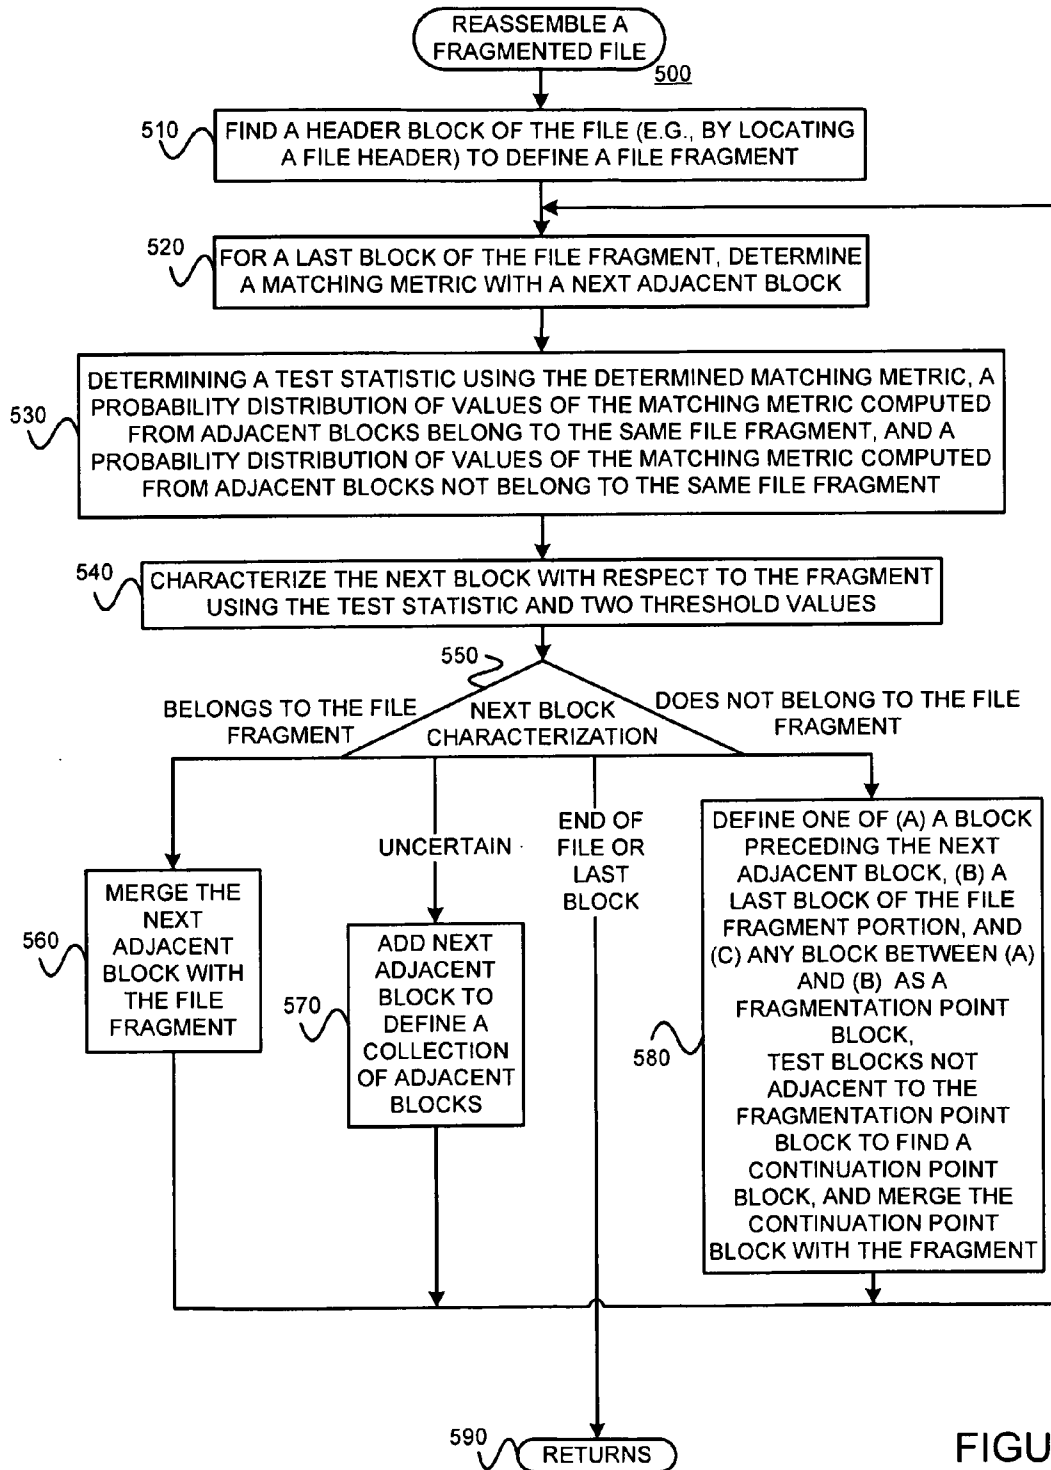 REASSEMBLE A
FRAGMENTED FILE
500
510
FIND A HEADER BLOCK OF THE FILE (E.G., BY LOCATING
A FILE HEADER) TO DEFINE A FILE FRAGMENT
520
FOR A LAST BLOCK OF THE FILE FRAGMENT, DETERMINE
A MATCHING METRIC WITH A NEXT ADJACENT BLOCK
530
DETERMINING A TEST STATISTIC USING THE DETERMINED MATCHING METRIC, A
PROBABILITY DISTRIBUTION OF VALUES OF THE MATCHING METRIC COMPUTED
FROM ADJACENT BLOCKS BELONG TO THE SAME FILE FRAGMENT, AND A
PROBABILITY DISTRIBUTION OF VALUES OF THE MATCHING METRIC COMPUTED
FROM ADJACENT BLOCKS NOT BELONG TO THE SAME FILE FRAGMENT
540
CHARACTERIZE THE NEXT BLOCK WITH RESPECT TO THE FRAGMENT
USING THE TEST STATISTIC AND TWO THRESHOLD VALUES
550
NEXT BLOCK
CHARACTERIZATION
BELONGS TO THE FILE
FRAGMENT
DOES NOT BELONG TO THE FILE
FRAGMENT
UNCERTAIN
END OF
FILE OR
LAST
BLOCK
560
MERGE THE
NEXT
ADJACENT
BLOCK WITH
THE FILE
FRAGMENT
570
ADD NEXT
ADJACENT
BLOCK TO
DEFINE A
COLLECTION
OF ADJACENT
BLOCKS
580
DEFINE ONE OF (A) A BLOCK
PRECEDING THE NEXT
ADJACENT BLOCK, (B) A
LAST BLOCK OF THE FILE
FRAGMENT PORTION, AND
(C) ANY BLOCK BETWEEN (A)
AND (B) AS A
FRAGMENTATION POINT
BLOCK,
TEST BLOCKS NOT
ADJACENT TO THE
FRAGMENTATION POINT
BLOCK TO FIND A
CONTINUATION POINT
BLOCK, AND MERGE THE
CONTINUATION POINT
BLOCK WITH THE FRAGMENT
590
RETURNS
FIGU